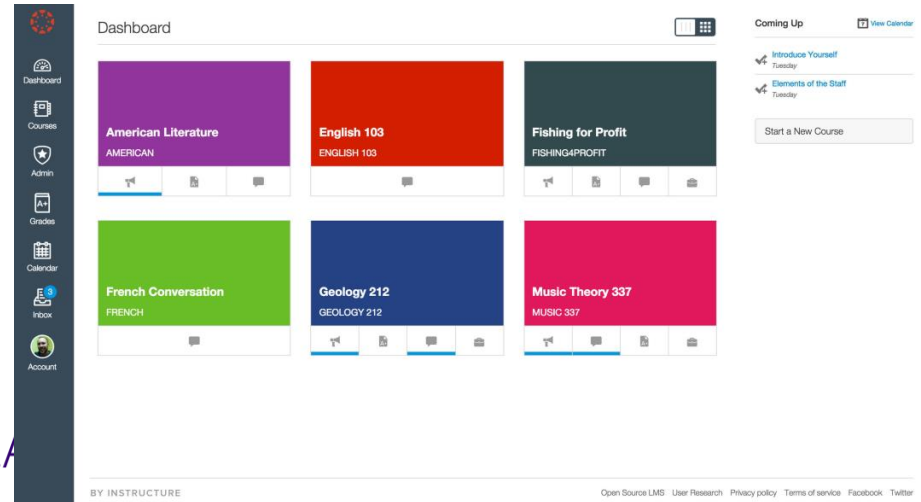 Dashboard
Courses
Admin
A+
Grades
Calendar
3
Inbox
Account
Dashboard
American Literature
AMERICAN
English 103
ENGLISH 103
Fishing for Profit
FISHING4PROFIT
French Conversation
FRENCH
Geology 212
GEOLOGY 212
Music Theory 337
MUSIC 337
Coming Up
7 View Calendar
Introduce Yourself
Tuesday
Elements of the Staff
Tuesday
Start a New Course
BY INSTRUCTURE
Open Source LMS User Research Privacy policy Terms of service Facebook Twitter